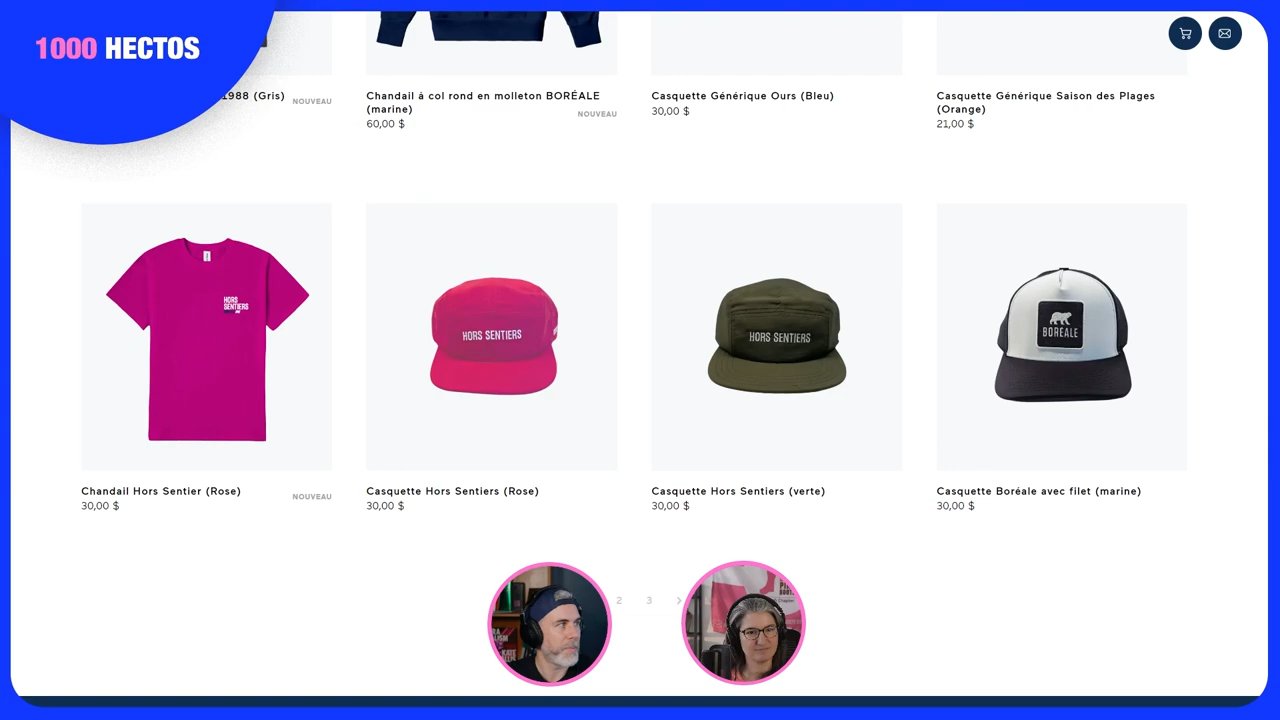 1000 HECTOS
1988 (Gris)
NOUVEAU
Chandail à col rond en molleton BORÉALE
(marine)
NOUVEAU
60,00 $
Casquette Générique Ours (Bleu)
30,00 $
Casquette Générique Saison des Plages
(Orange)
21,00 $
HORS
SENTIERS
HORS SENTIERS
HORS SENTIERS
BORÉALE
Chandail Hors Sentier (Rose)
NOUVEAU
30,00 $
Casquette Hors Sentiers (Rose)
30,00 $
Casquette Hors Sentiers (verte)
30,00 $
Casquette Boréale avec filet (marine)
30,00 $
2 3